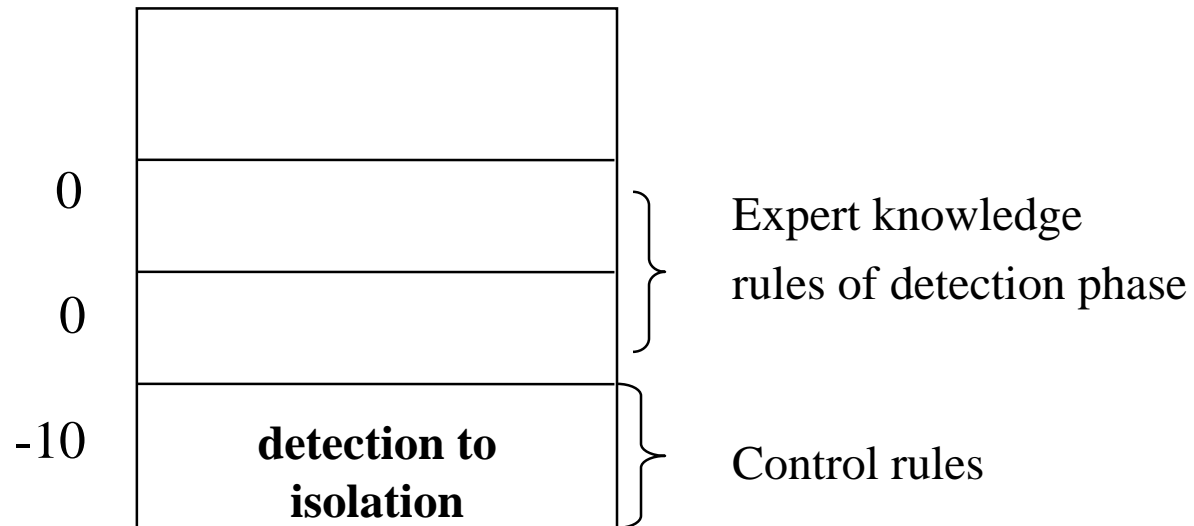 0
Expert knowledge
rules of detection phase
0
-10
detection to
isolation
Control rules